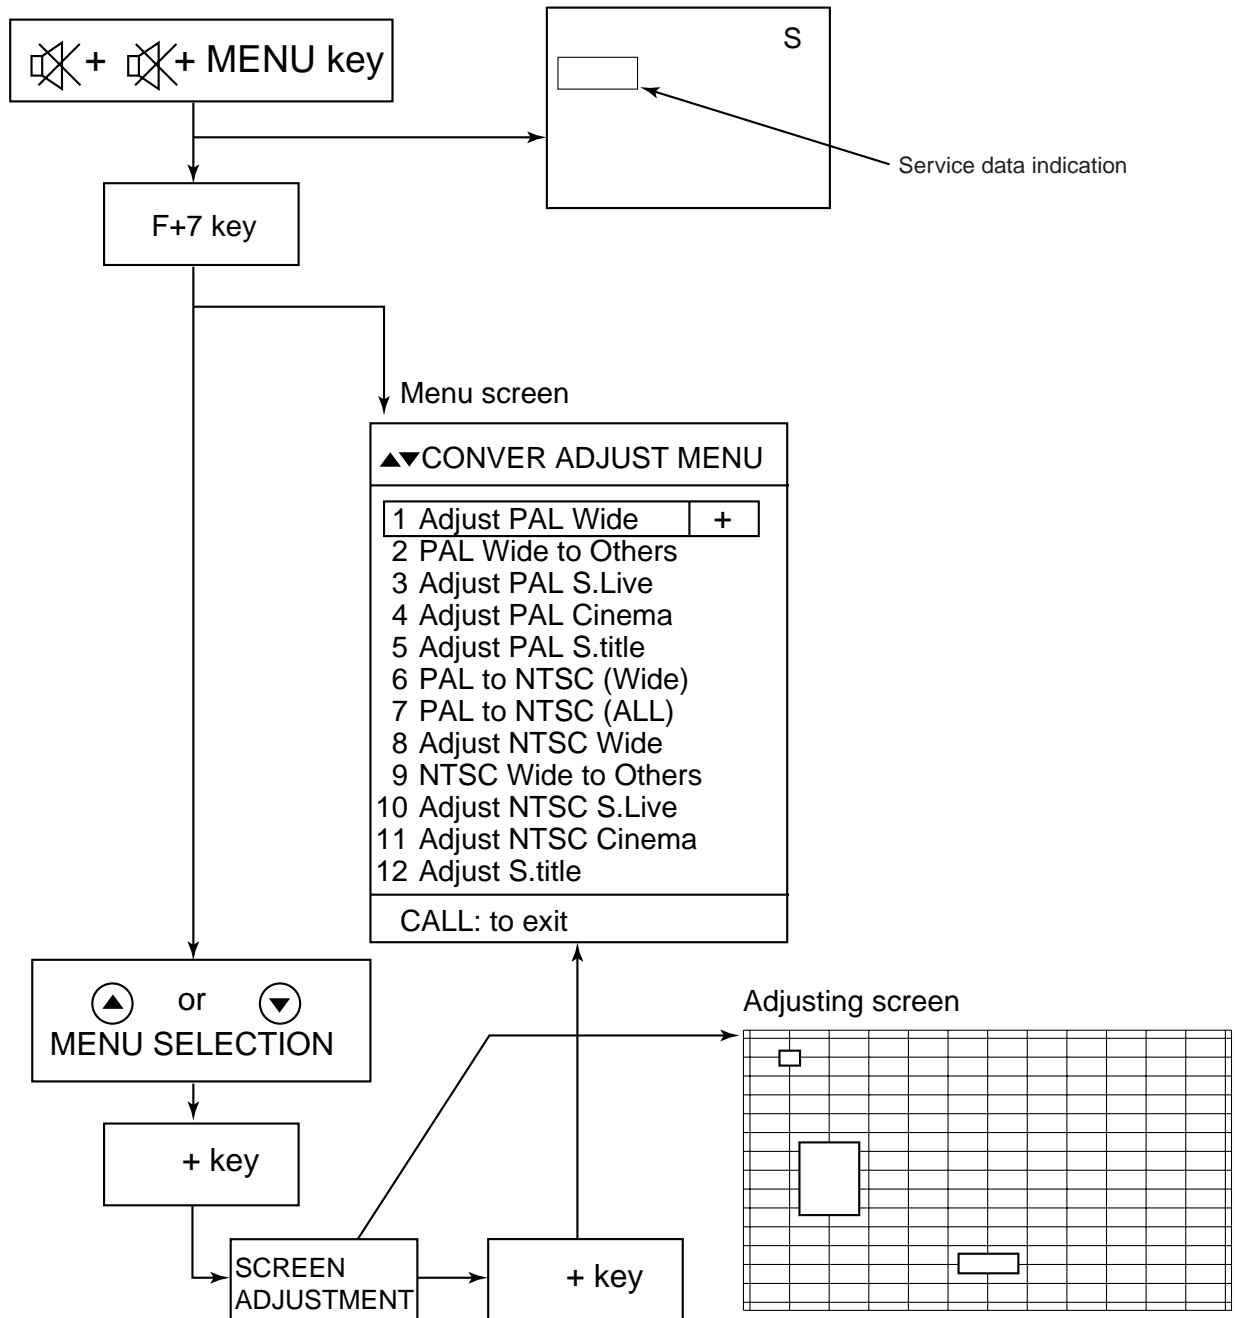 + + MENU key
S
Service data indication
F+7 key
Menu screen
▲▼CONVER ADJUST MENU
1 Adjust PAL Wide +
2 PAL Wide to Others
3 Adjust PAL S.Live
4 Adjust PAL Cinema
5 Adjust PAL S.title
6 PAL to NTSC (Wide)
7 PAL to NTSC (ALL)
8 Adjust NTSC Wide
9 NTSC Wide to Others
10 Adjust NTSC S.Live
11 Adjust NTSC Cinema
12 Adjust S.title
CALL: to exit
▲ or ▼
MENU SELECTION
+ key
SCREEN
ADJUSTMENT
+ key
Adjusting screen